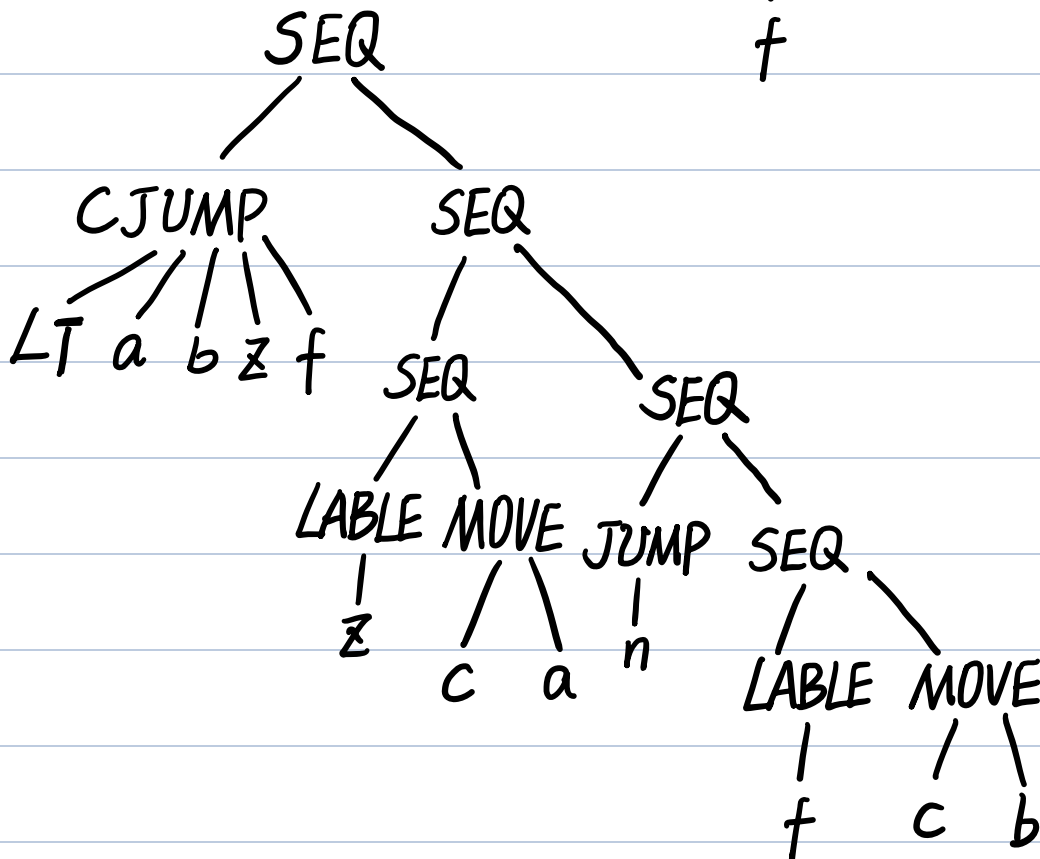 f
SEQ
CJUMP SEQ
LT a b z f
SEQ SEQ
LABLE MOVE JUMP SEQ
z c a n
LABLE MOVE
f c b